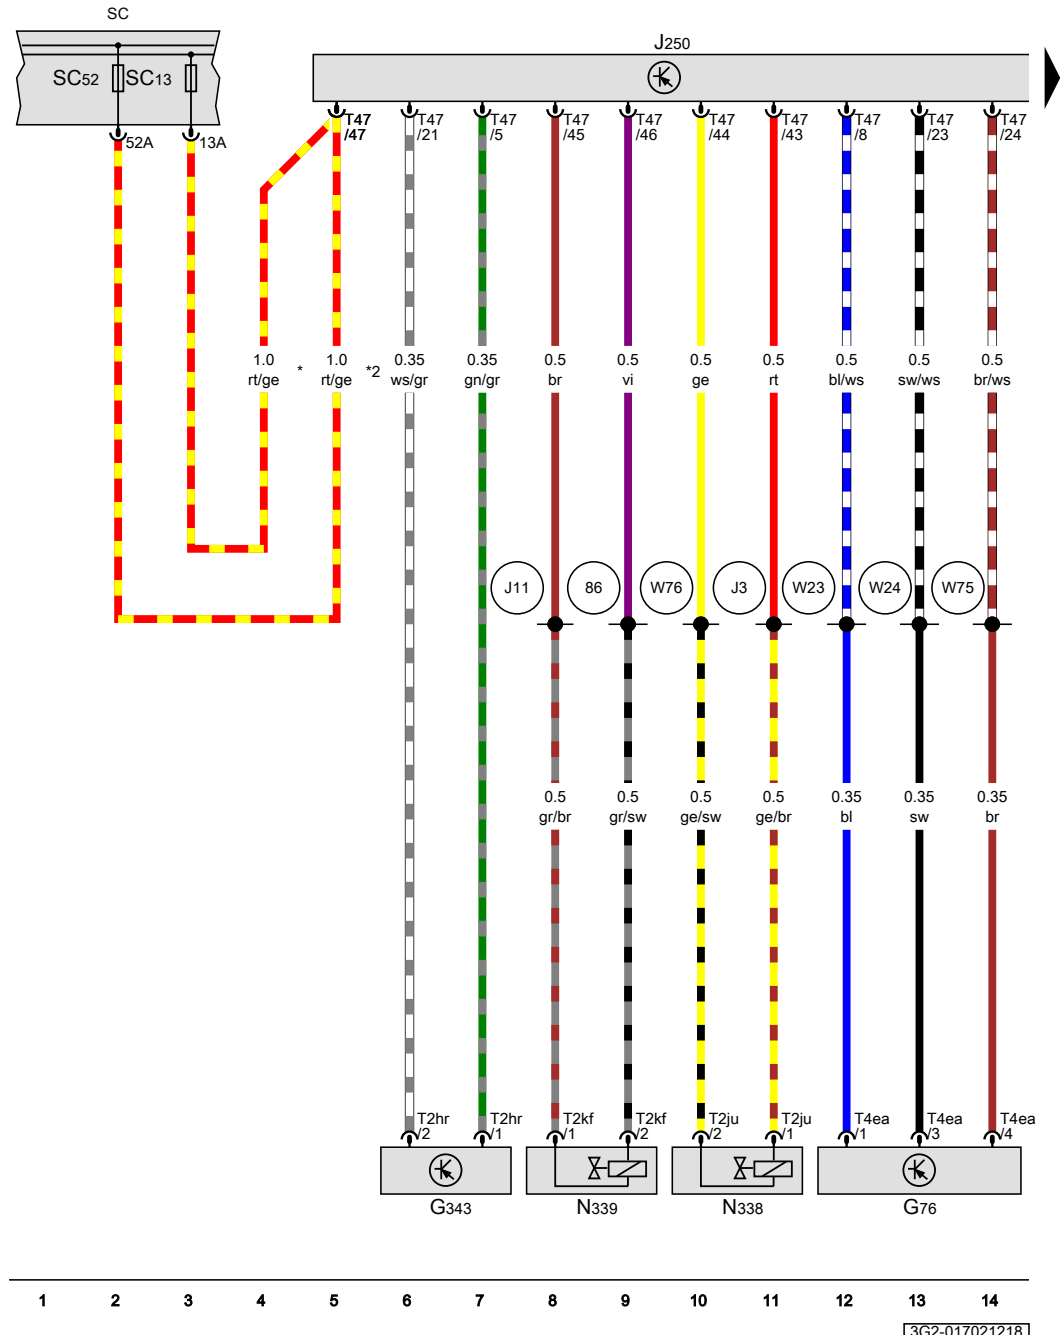 SC
J250
SC52
SC13
52A
13A
T47 T47 T47 T47 T47 T47 T47 T47 T47 T47
/47 /21 /5 /45 /46 /44 /43 /8 /23 /24
1.0 1.0 0.35 0.35 0.5 0.5 0.5 0.5 0.5 0.5 0.5
rt/ge * rt/ge *2 ws/gr gn/gr br vi ge rt bl/ws sw/ws br/ws
J11 86 W76 J3 W23 W24 W75
0.5 0.5 0.5 0.5 0.35 0.35 0.35
gr/br gr/sw ge/sw ge/br bl sw br
T2hr T2hr T2kf T2kf T2ju T2ju T4ea T4ea T4ea
/2 /1 /1 /2 /2 /1 /1 /3 /4
G343 N339 N338 G76
1 2 3 4 5 6 7 8 9 10 11 12 13 14
3G2-017021218